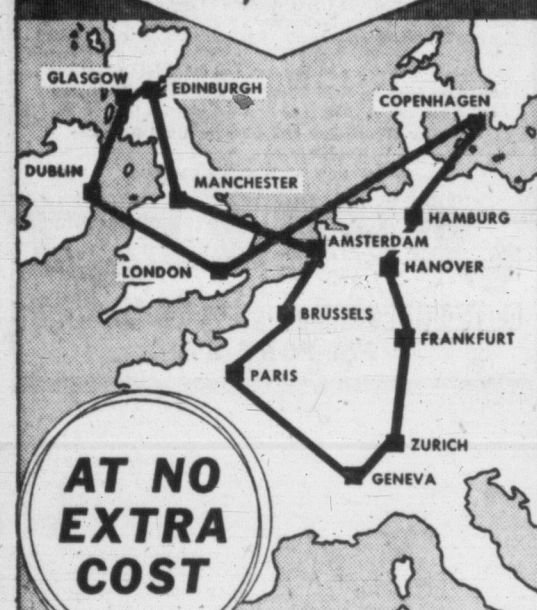 GLASGOW
EDINBURGH
COPENHAGEN
DUBLIN
MANCHESTER
HAMBURG
AMSTERDAM
LONDON
HANOVER
BRUSSELS
FRANKFURT
PARIS
ZURICH
GENEVA
AT NO
EXTRA
COST